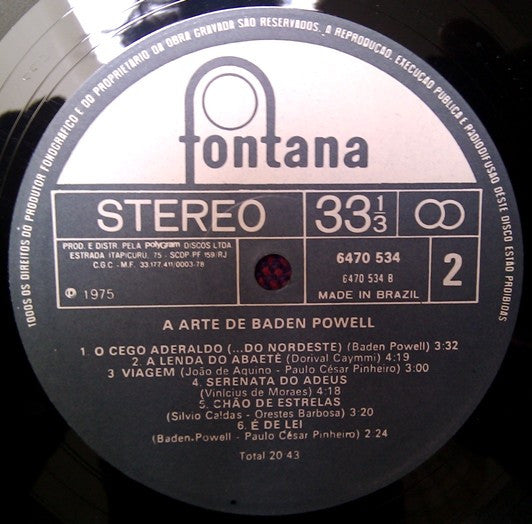 TODOS OS DIREITOS DO PRODUTOR FONOGRÁFICO E DO PROPRIETÁRIO DA OBRA GRAVADA SÃO RESERVADOS. A REPRODUÇÃO, EXECUÇÃO PÚBLICA E RADIODIFUSÃO DESTE DISCO ESTÃO PROIBIDAS
fontana
STEREO
33 1/3
PROD. E DISTR. PELA polyGram DISCOS LTDA
ESTRADA ITAPICURU, 75 - SCDP PF 159/RJ
C.G.C - M.F. 33.177.411/0003-78
℗ 1975
6470 534
6470 534 B
MADE IN BRAZIL
2
A ARTE DE BADEN POWELL
1. O CEGO ADERALDO (...DO NORDESTE) (Baden Powell) 3:32
2. A LENDA DO ABAETÉ (Dorival Caymmi) 4:19
3 VIAGEM (João de Aquino - Paulo César Pinheiro) 3:00
4. SERENATA DO ADEUS
(Vinícius de Moraes) 4:18
5. CHÃO DE ESTRELAS
(Silvio Caldas - Orestes Barbosa) 3:20
6. É DE LEI
(Baden-Powell - Paulo César Pinheiro) 2:24
Total 20 43